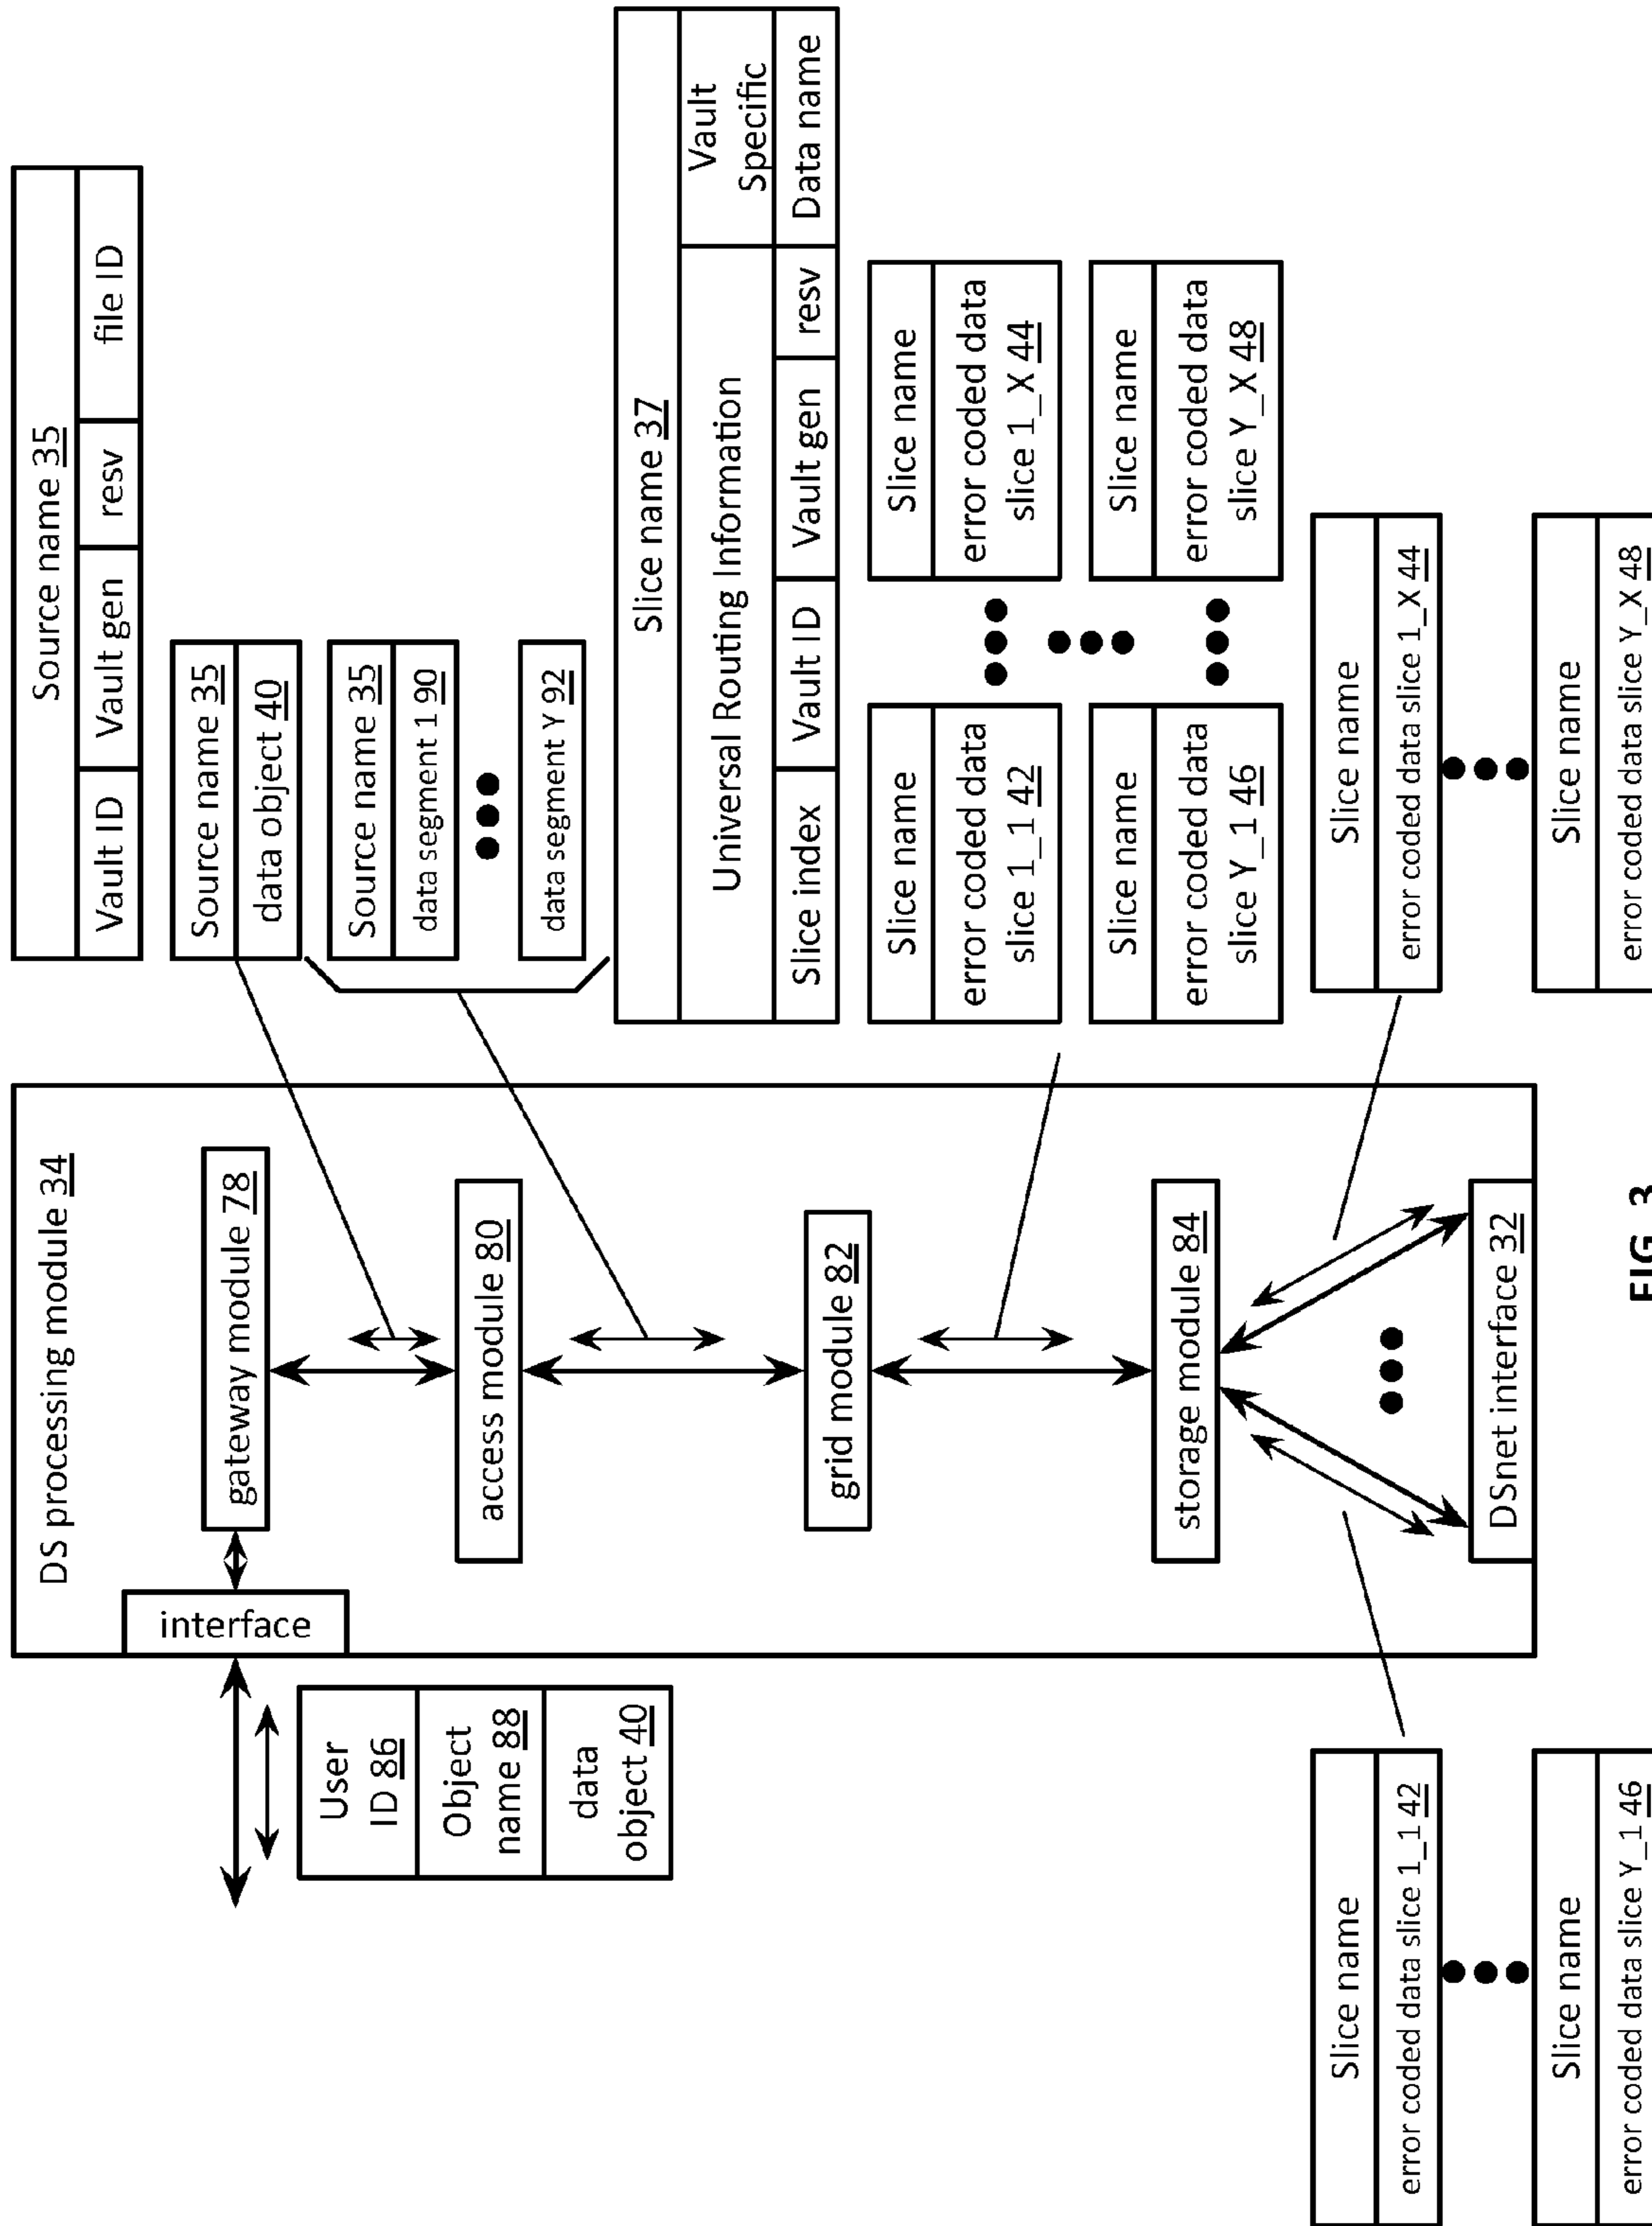 DS processing module 34
interface
gateway module 78
access module 80
grid module 82
storage module 84
DSnet interface 32
User
ID 86
Object
name 88
data
object 40
Source name 35
Vault ID
Vault gen
resv
file ID
Source name 35
data object 40
Source name 35
data segment 1 90
data segment Y 92
Slice name 37
Universal Routing Information
Vault
Specific
Slice index
Vault ID
Vault gen
resv
Data name
Slice name
error coded data
slice 1_1 42
Slice name
error coded data
slice 1_X 44
Slice name
error coded data
slice Y_1 46
Slice name
error coded data
slice Y_X 48
Slice name
error coded data slice 1_1 42
Slice name
error coded data slice Y_1 46
Slice name
error coded data slice 1_X 44
Slice name
error coded data slice Y_X 48
FIG. 3